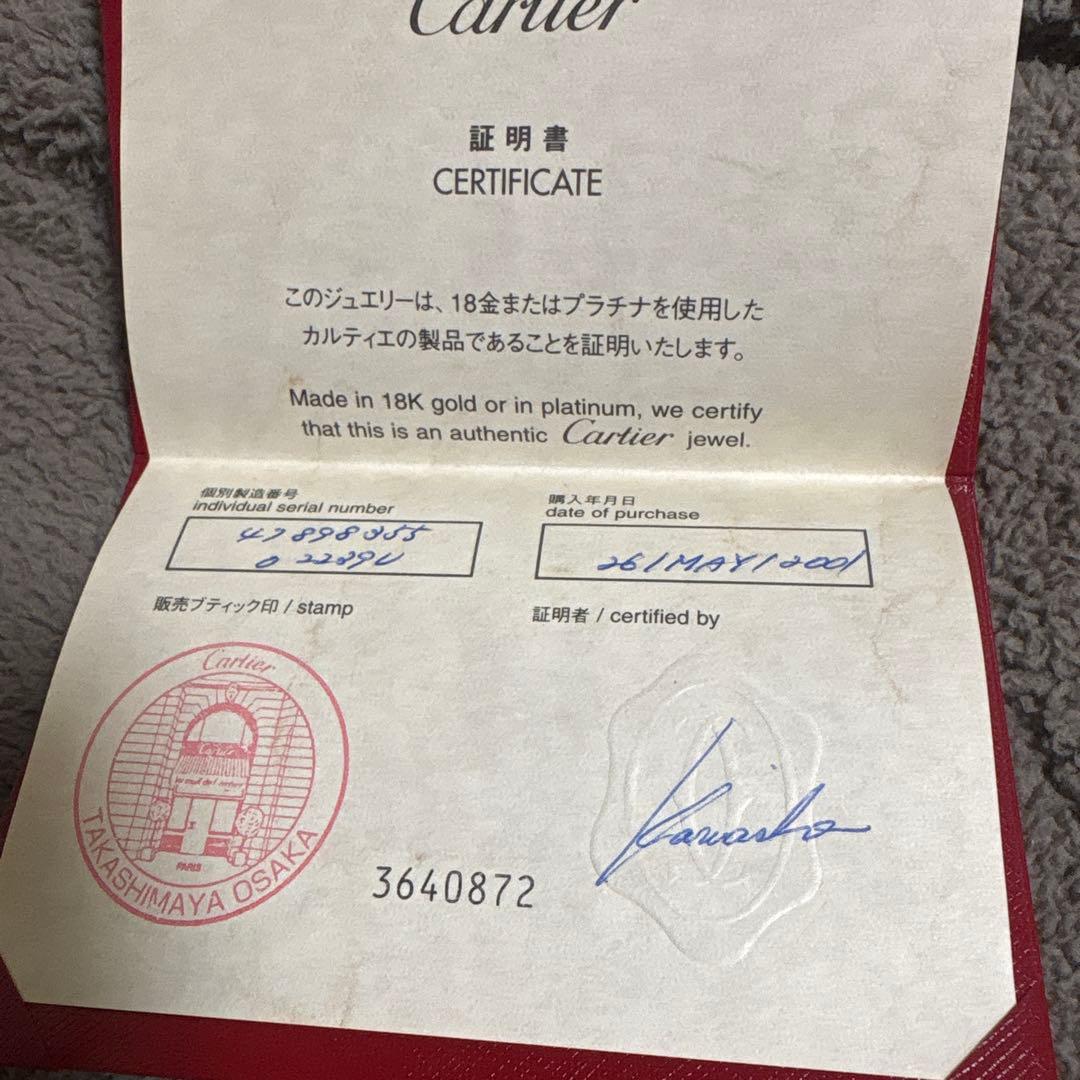 Cartier
証明書
CERTIFICATE
このジュエリーは、18金またはプラチナを使用した
カルティエの製品であることを証明いたします。
Made in 18K gold or in platinum, we certify
that this is an authentic Cartier jewel.
個別製造番号
individual serial number
47898355
購入年月日
date of purchase
26/MAY/2001
販売ブティック印 / stamp
証明者 / certified by
Cartier
Cartier
PARIS
TAKASHIMAYA OSAKA
3640872